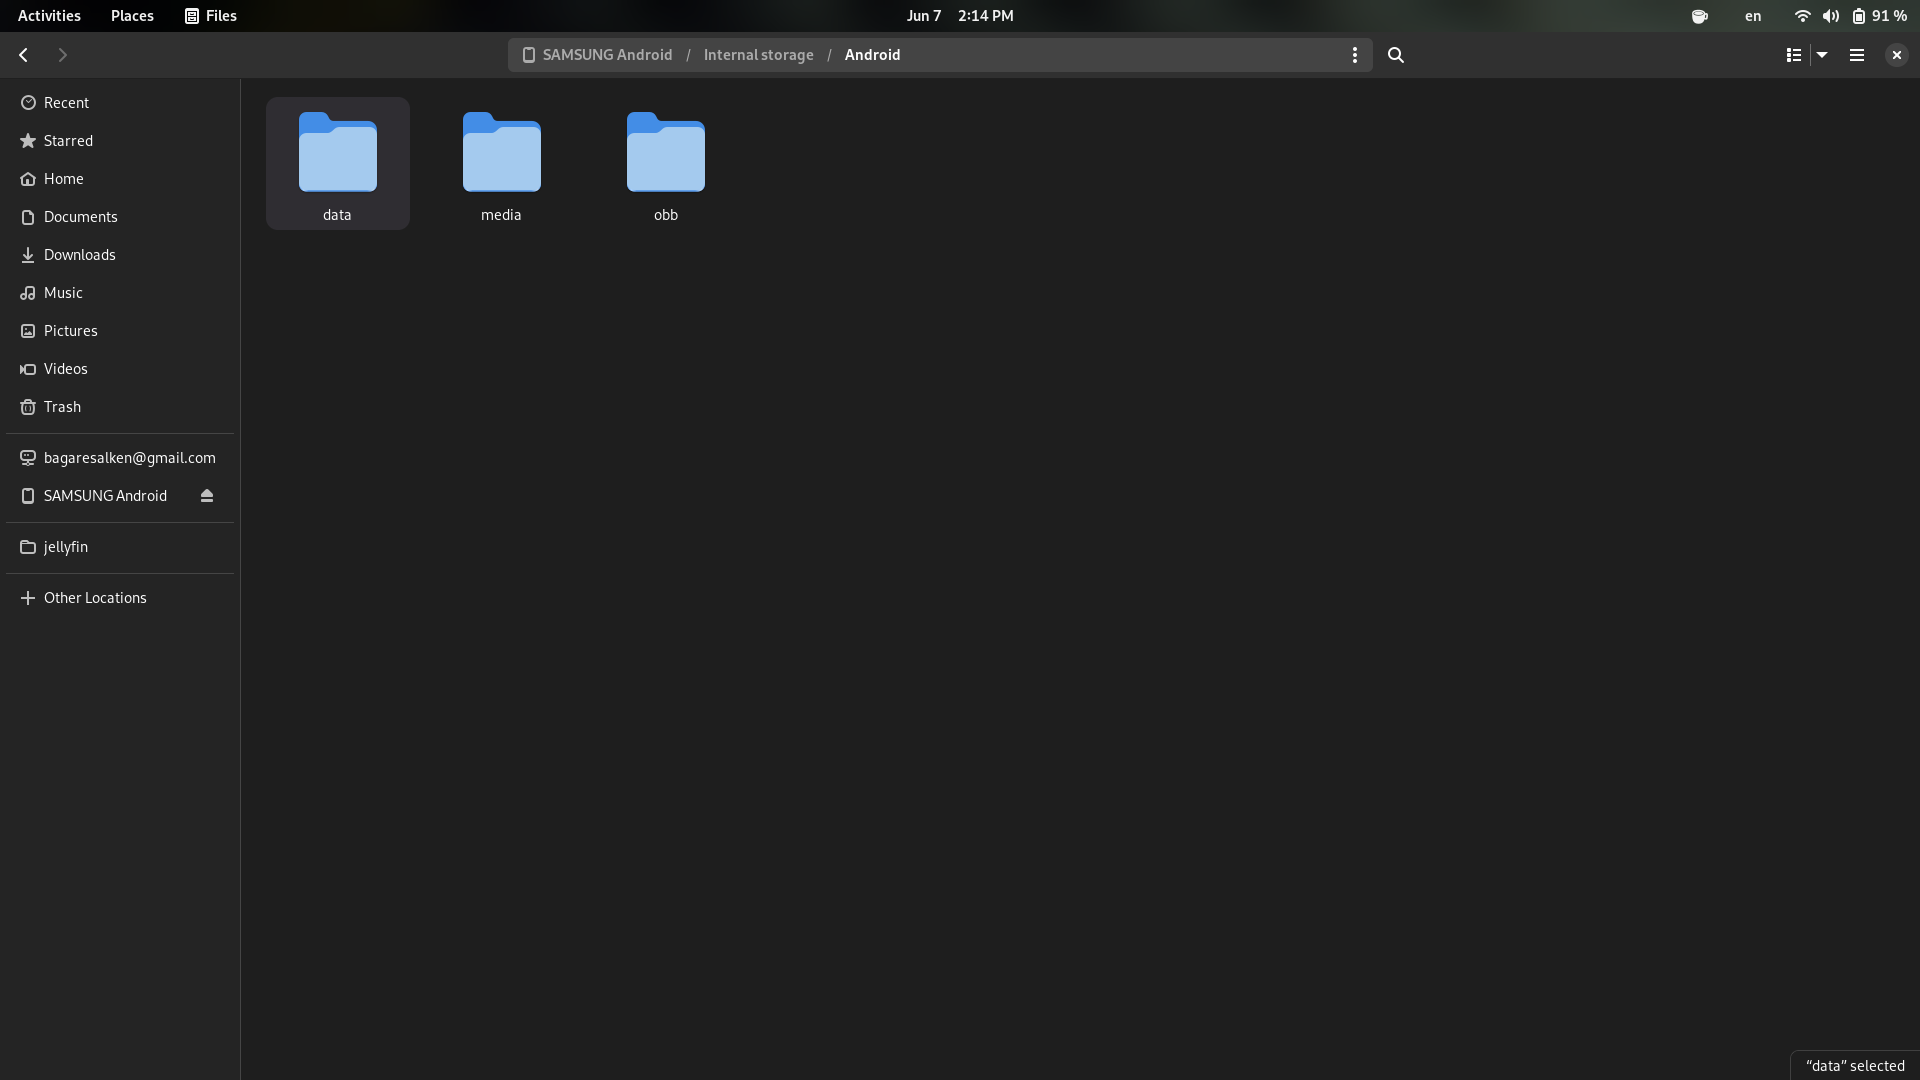 Activities Places Files Jun 7 2:14 PM en 91 %
SAMSUNG Android / Internal storage / Android
Recent
Starred
Home
Documents
Downloads
Music
Pictures
Videos
Trash
bagaresalken@gmail.com
SAMSUNG Android
jellyfin
Other Locations
data media obb
“data” selected